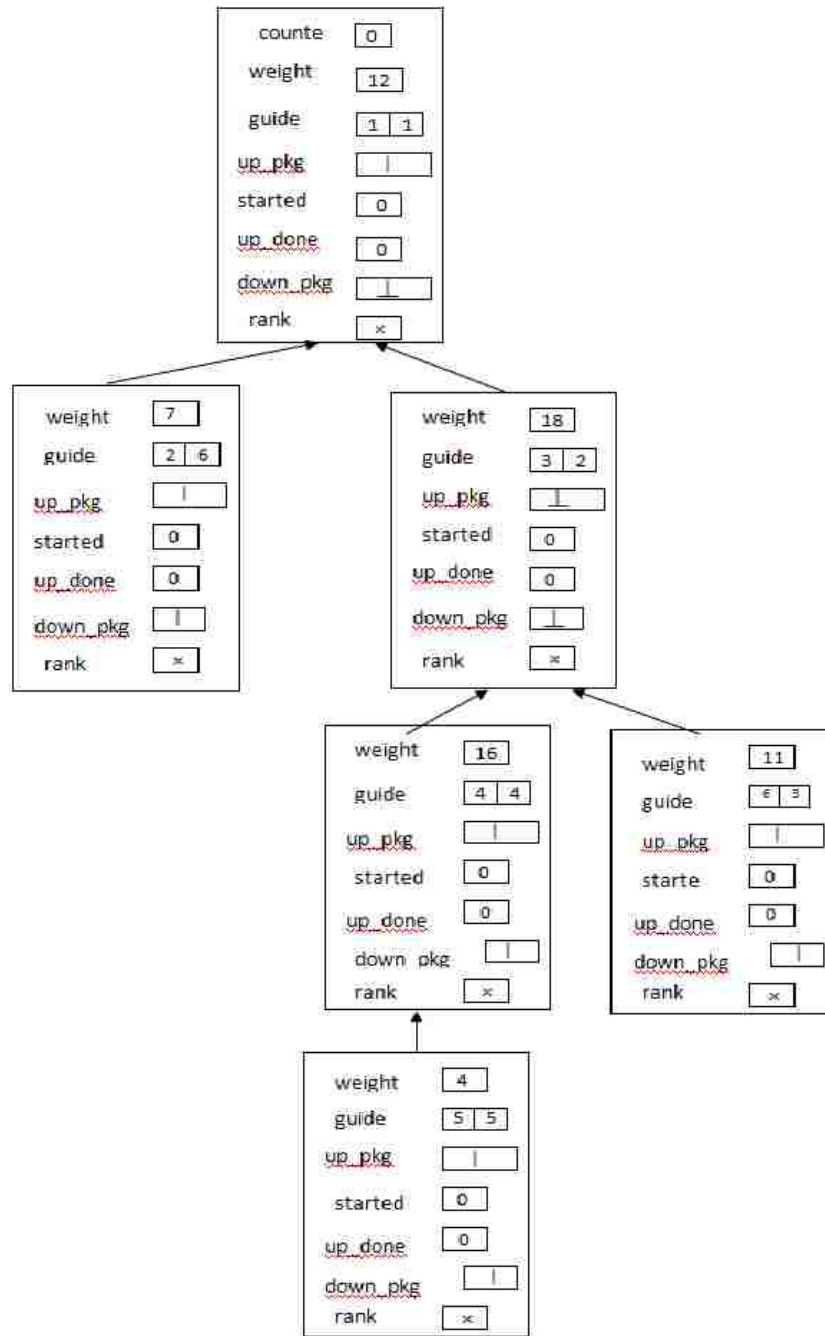 counte 0
weight 12
guide 1 1
up_pkg ⊥
started 0
up_done 0
down_pkg ⊥
rank ×
weight 7
guide 2 6
up_pkg ⊥
started 0
up_done 0
down_pkg ⊥
rank ×
weight 18
guide 3 2
up_pkg ⊥
started 0
up_done 0
down_pkg ⊥
rank ×
weight 16
guide 4 4
up_pkg ⊥
started 0
up_done 0
down_pkg ⊥
rank ×
weight 11
guide 6 3
up_pkg ⊥
starte 0
up_done 0
down_pkg ⊥
rank ×
weight 4
guide 5 5
up_pkg ⊥
started 0
up_done 0
down_pkg ⊥
rank ×